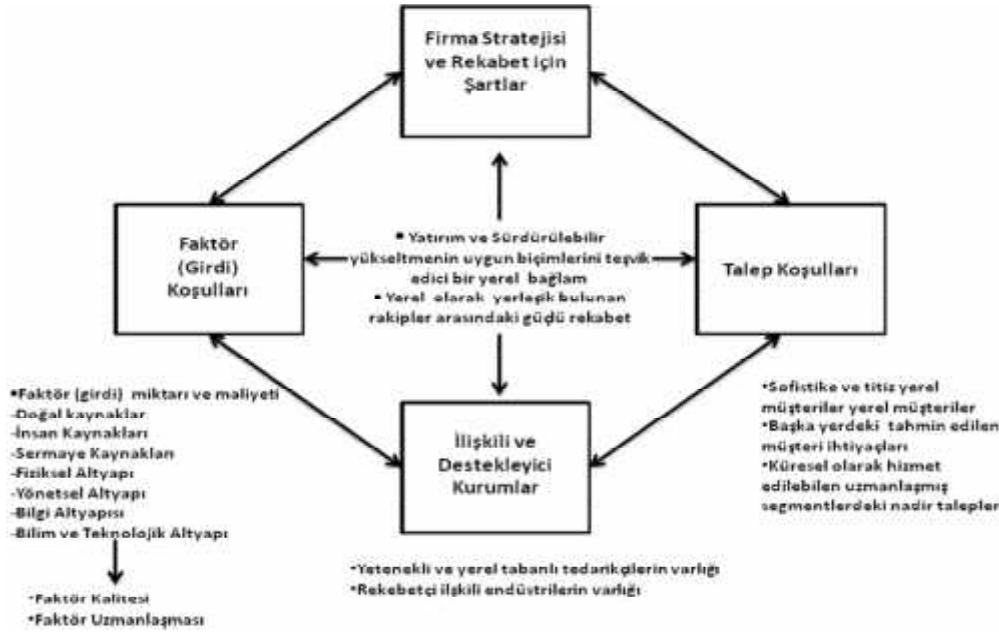 Firma Stratejisi
ve Rekabet için
Şartlar
Faktör
(Girdi)
Koşulları
▪ Yatırım ve Sürdürülebilir
yükseltmenin uygun biçimlerini teşvik
edici bir yerel bağlam
▪ Yerel olarak yerleşik bulunan
rakipler arasındaki güçlü rekabet
Talep Koşulları
İlişkili ve
Destekleyici
Kurumlar
▪Faktör (girdi) miktarı ve maliyeti
-Doğal kaynaklar
-İnsan Kaynakları
-Sermaye Kaynakları
-Fiziksel Altyapı
-Yönetsel Altyapı
-Bilgi Altyapısı
-Bilim ve Teknolojik Altyapı
▪Faktör Kalitesi
▪Faktör Uzmanlaşması
▪Yetenekli ve yerel tabanlı tedarikçilerin varlığı
▪Rekebetçi ilişkili endüstrilerin varlığı
▪Sofistike ve titiz yerel
müşteriler yerel müşteriler
▪Başka yerdeki tahmin edilen
müşteri ihtiyaçları
▪Küresel olarak hizmet
edilebilen uzmanlaşmış
segmentlerdeki nadir talepler